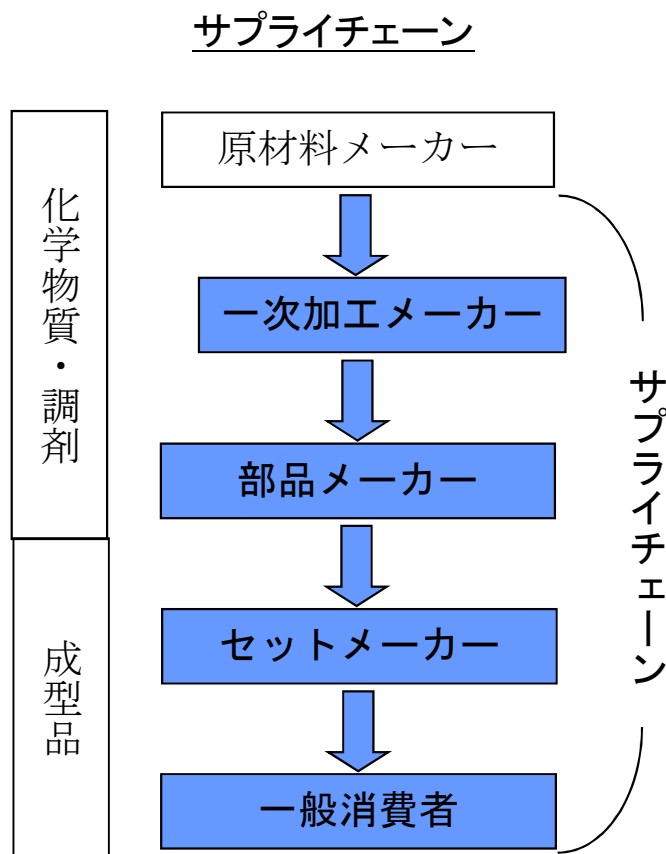 サプライチェーン
原材料メーカー
化学物質・調剤
一次加工メーカー
サプライチェーン
部品メーカー
セットメーカー
成型品
一般消費者